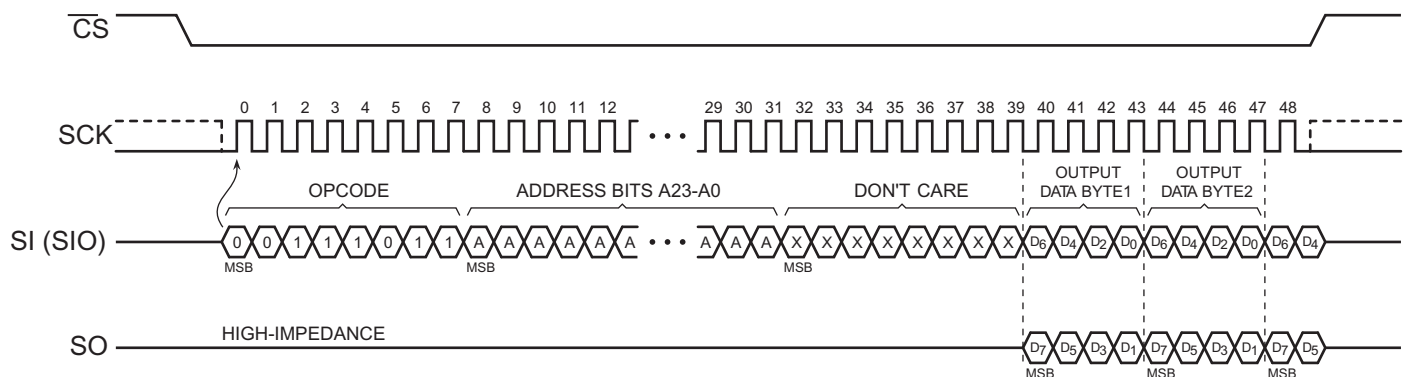 CS
0 1 2 3 4 5 6 7 8 9 10 11 12 29 30 31 32 33 34 35 36 37 38 39 40 41 42 43 44 45 46 47 48
SCK
OPCODE ADDRESS BITS A23-A0 DON'T CARE OUTPUT DATA BYTE1 OUTPUT DATA BYTE2
SI (SIO) 0 0 1 1 1 0 1 1 A A A A A A A A A X X X X X X X X D6 D4 D2 D0 D6 D4 D2 D0 D6 D4
MSB MSB MSB
HIGH-IMPEDANCE
SO D7 D5 D3 D1 D7 D5 D3 D1 D7 D5
MSB MSB MSB